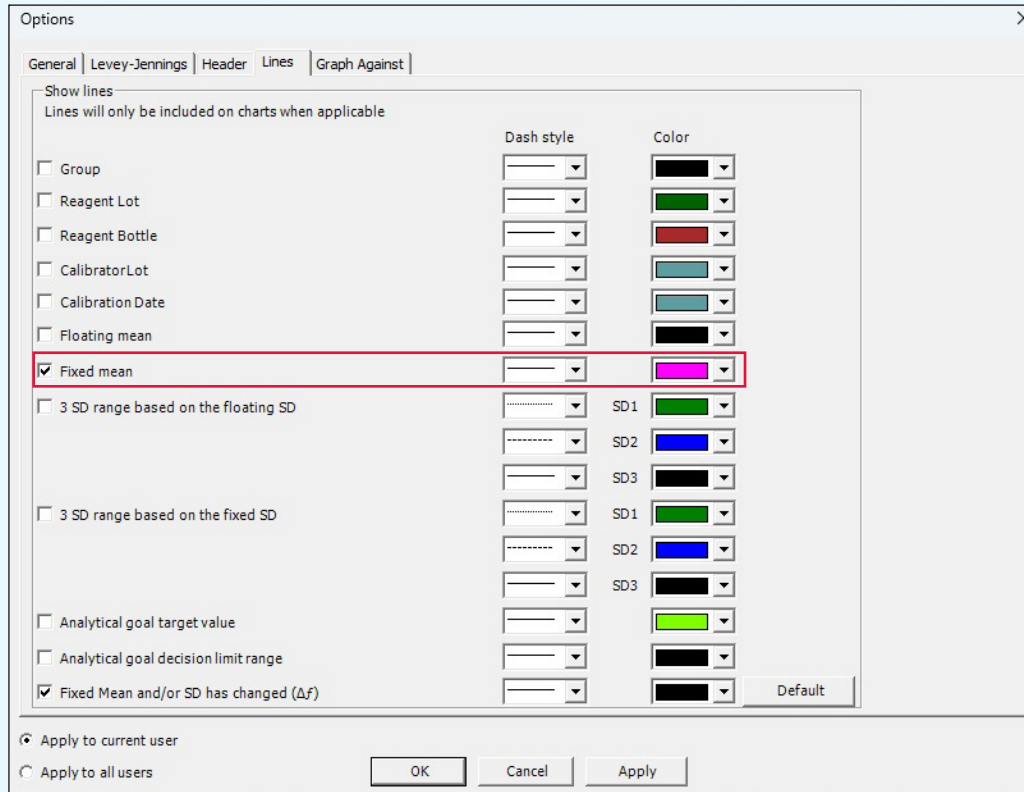 Options
General Levey-Jennings Header Lines Graph Against
Show lines
Lines will only be included on charts when applicable
Dash style Color
Group
Reagent Lot
Reagent Bottle
CalibratorLot
Calibration Date
Floating mean
Fixed mean
3 SD range based on the floating SD SD1
SD2
SD3
3 SD range based on the fixed SD SD1
SD2
SD3
Analytical goal target value
Analytical goal decision limit range
Fixed Mean and/or SD has changed (Δƒ) Default
Apply to current user
Apply to all users OK Cancel Apply